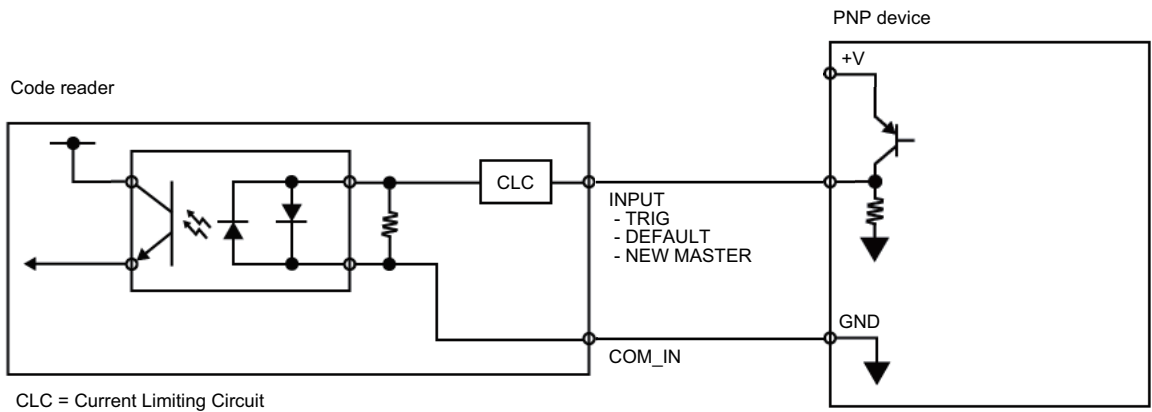 PNP device
+V
Code reader
CLC
INPUT
- TRIG
- DEFAULT
- NEW MASTER
GND
COM_IN
CLC = Current Limiting Circuit